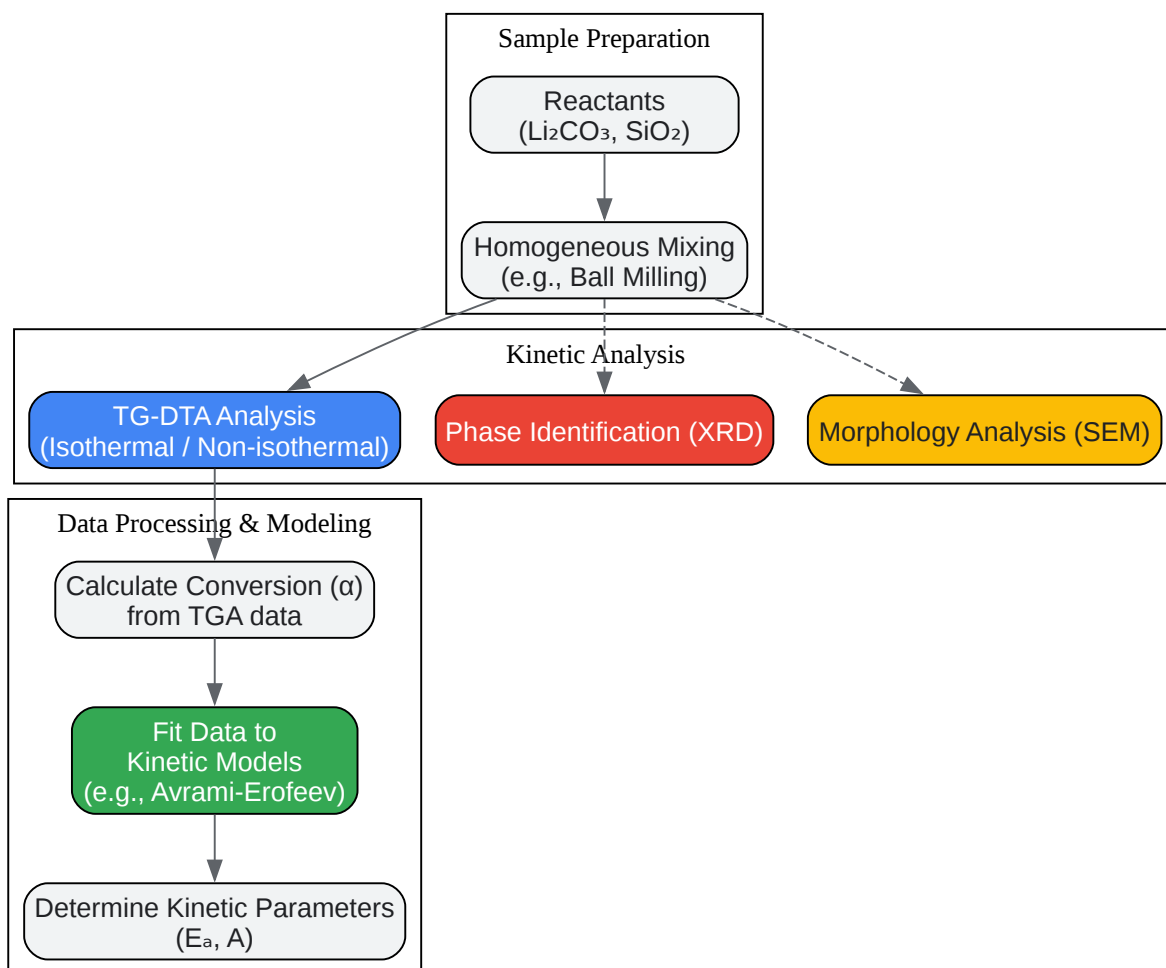 Sample Preparation
Reactants
(Li₂CO₃, SiO₂)
Homogeneous Mixing
(e.g., Ball Milling)
Kinetic Analysis
TG-DTA Analysis
(Isothermal / Non-isothermal)
Phase Identification (XRD)
Morphology Analysis (SEM)
Data Processing & Modeling
Calculate Conversion (α)
from TGA data
Fit Data to
Kinetic Models
(e.g., Avrami-Erofeev)
Determine Kinetic Parameters
(Eₐ, A)